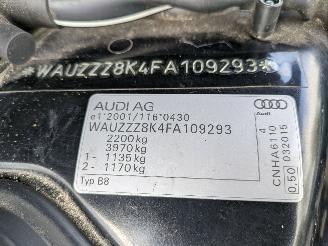 *WAUZZZ8K4FA109293*
AUDI AG
e1*2001/116*0430
WAUZZZ8K4FA109293
2200kg
3970kg
1- 1135kg
2- 1170kg
Typ B8
CNHA6110 4
0.50 032015